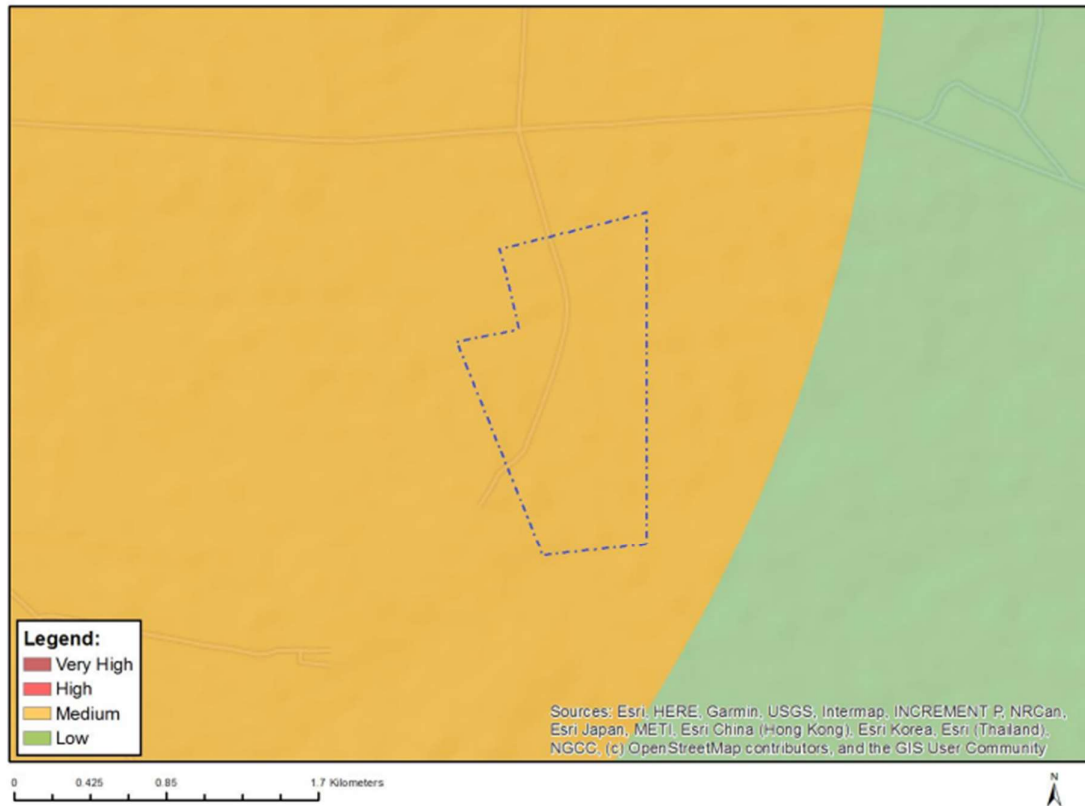 Legend:
Very High
High
Medium
Low
Sources: Esri, HERE, Garmin, USGS, Intermap, INCREMENT P, NRCan,
Esri Japan, METI, Esri China (Hong Kong), Esri Korea, Esri (Thailand),
NGCC, (c) OpenStreetMap contributors, and the GIS User Community
0 0.425 0.85 1.7 Kilometers
N